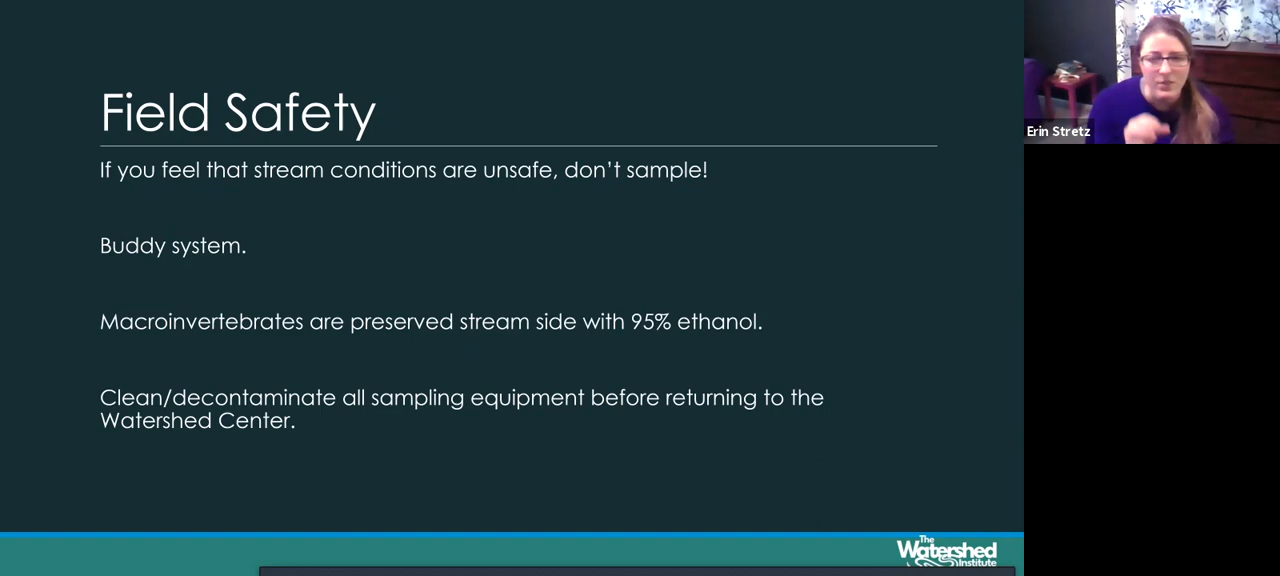 Field Safety
If you feel that stream conditions are unsafe, don’t sample!
Buddy system.
Macroinvertebrates are preserved stream side with 95% ethanol.
Clean/decontaminate all sampling equipment before returning to the
Watershed Center.
The
Watershed
Institute
Erin Stretz